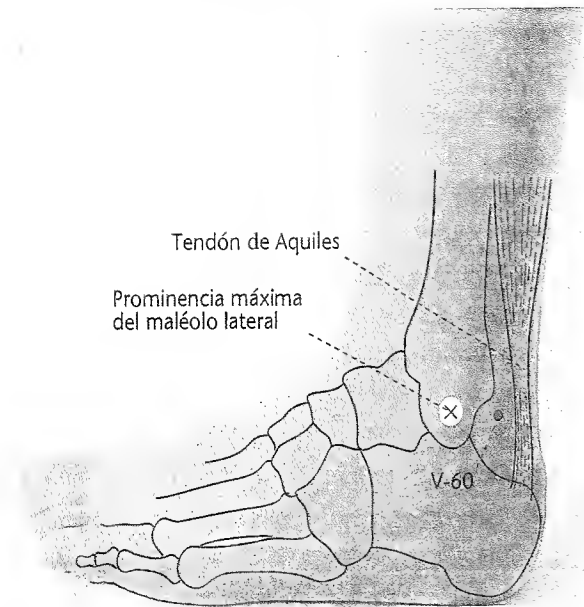 Tendón de Aquiles
Prominencia máxima
del maléolo lateral
V-60